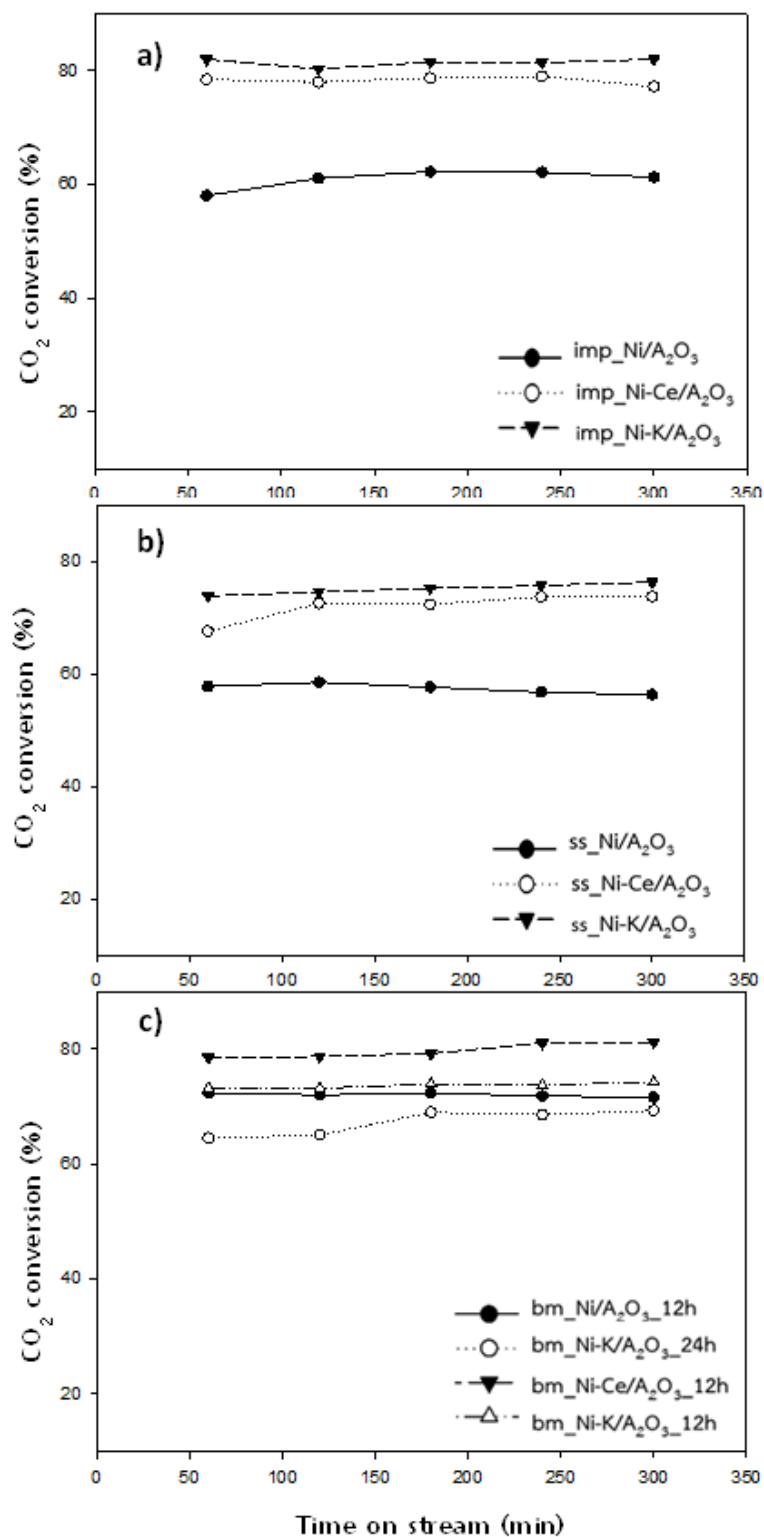 a)
CO₂ conversion (%)
80
60
40
20
imp_Ni/A₂O₃
imp_Ni-Ce/A₂O₃
imp_Ni-K/A₂O₃
0 50 100 150 200 250 300 350
b)
CO₂ conversion (%)
80
60
40
20
ss_Ni/A₂O₃
ss_Ni-Ce/A₂O₃
ss_Ni-K/A₂O₃
0 50 100 150 200 250 300 350
c)
CO₂ conversion (%)
80
60
40
20
bm_Ni/A₂O₃_12h
bm_Ni-K/A₂O₃_24h
bm_Ni-Ce/A₂O₃_12h
bm_Ni-K/A₂O₃_12h
0 50 100 150 200 250 300 350
Time on stream (min)